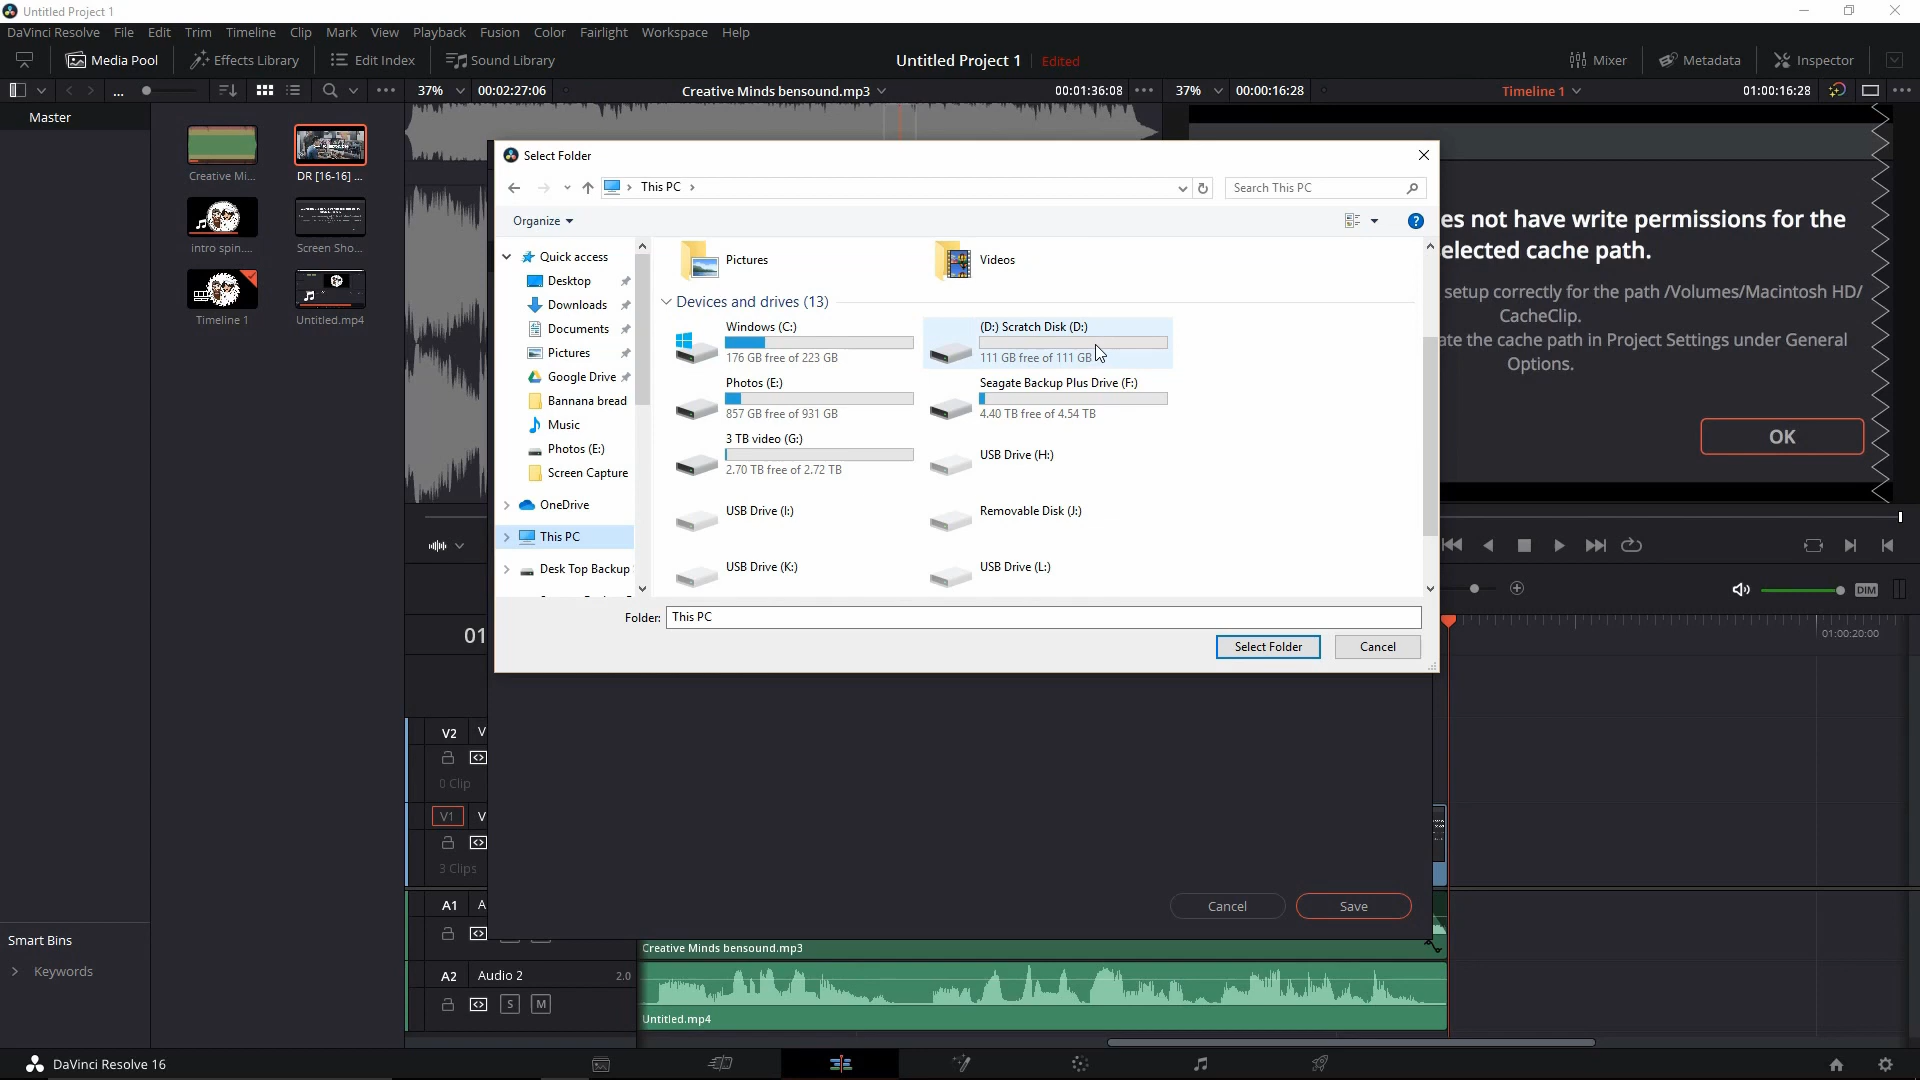 Untitled Project 1
DaVinci Resolve File Edit Trim Timeline Clip Mark View Playback Fusion Color Fairlight Workspace Help
Media Pool Effects Library Edit Index Sound Library Untitled Project 1 Edited Mixer Metadata Inspector
... 37% 00:02:27:06 Creative Minds bensound.mp3 00:01:36:08 ... 37% 00:00:16:28 Timeline 1 01:00:16:28 ...
Master
Creative Mi... DR [16-16] ...
intro spin.... Screen Sho...
Timeline 1 Untitled.mp4
Smart Bins
Keywords
Select Folder
This PC
Search This PC
Organize
Quick access
Desktop
Downloads
Documents
Pictures
Google Drive
Bannana bread
Music
Photos (E:)
Screen Capture
OneDrive
This PC
Desk Top Backup
Pictures Videos
Devices and drives (13)
Windows (C:)
176 GB free of 223 GB
(D:) Scratch Disk (D:)
111 GB free of 111 GB
Photos (E:)
857 GB free of 931 GB
Seagate Backup Plus Drive (F:)
4.40 TB free of 4.54 TB
3 TB video (G:)
2.70 TB free of 2.72 TB
USB Drive (H:)
USB Drive (I:)
Removable Disk (J:)
USB Drive (K:)
USB Drive (L:)
Folder: This PC
Select Folder Cancel
es not have write permissions for the
elected cache path.
setup correctly for the path /Volumes/Macintosh HD/
CacheClip.
ate the cache path in Project Settings under General
Options.
OK
DIM
01
01:00:20:00
V2 V
0 Clip
V1 V
3 Clips
Cancel Save
A1 A
Creative Minds bensound.mp3
A2 Audio 2 2.0
S M
Untitled.mp4
DaVinci Resolve 16